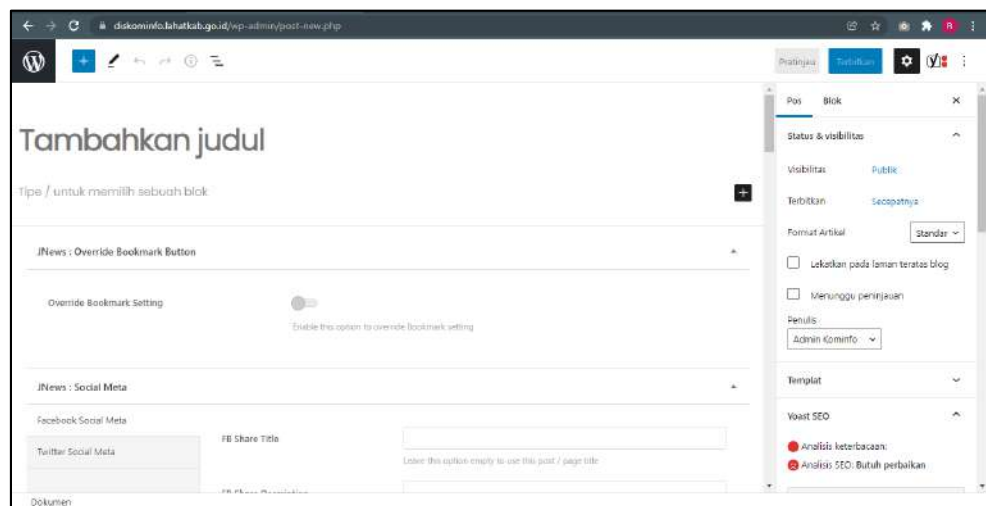 diskominfo.lahatkab.go.id/wp-admin/post-new.php
Pratinjau Terbitkan
Pos Blok
Tambahkan judul
Tipe / untuk memilih sebuah blok
Status & visibilitas
Visibilitas Publik
Terbitkan Secepatnya
Format Artikel Standar
Lekatkan pada laman teratas blog
Menunggu peninjauan
Penulis
Admin Kominfo
Templat
Yoast SEO
Analisis keterbacaan:
Analisis SEO: Butuh perbaikan
JNews : Override Bookmark Button
Override Bookmark Setting
Enable this option to override Bookmark setting
JNews : Social Meta
Facebook Social Meta
Twitter Social Meta
FB Share Title
Leave this option empty to use this post / page title
FB Share Description
Dokumen